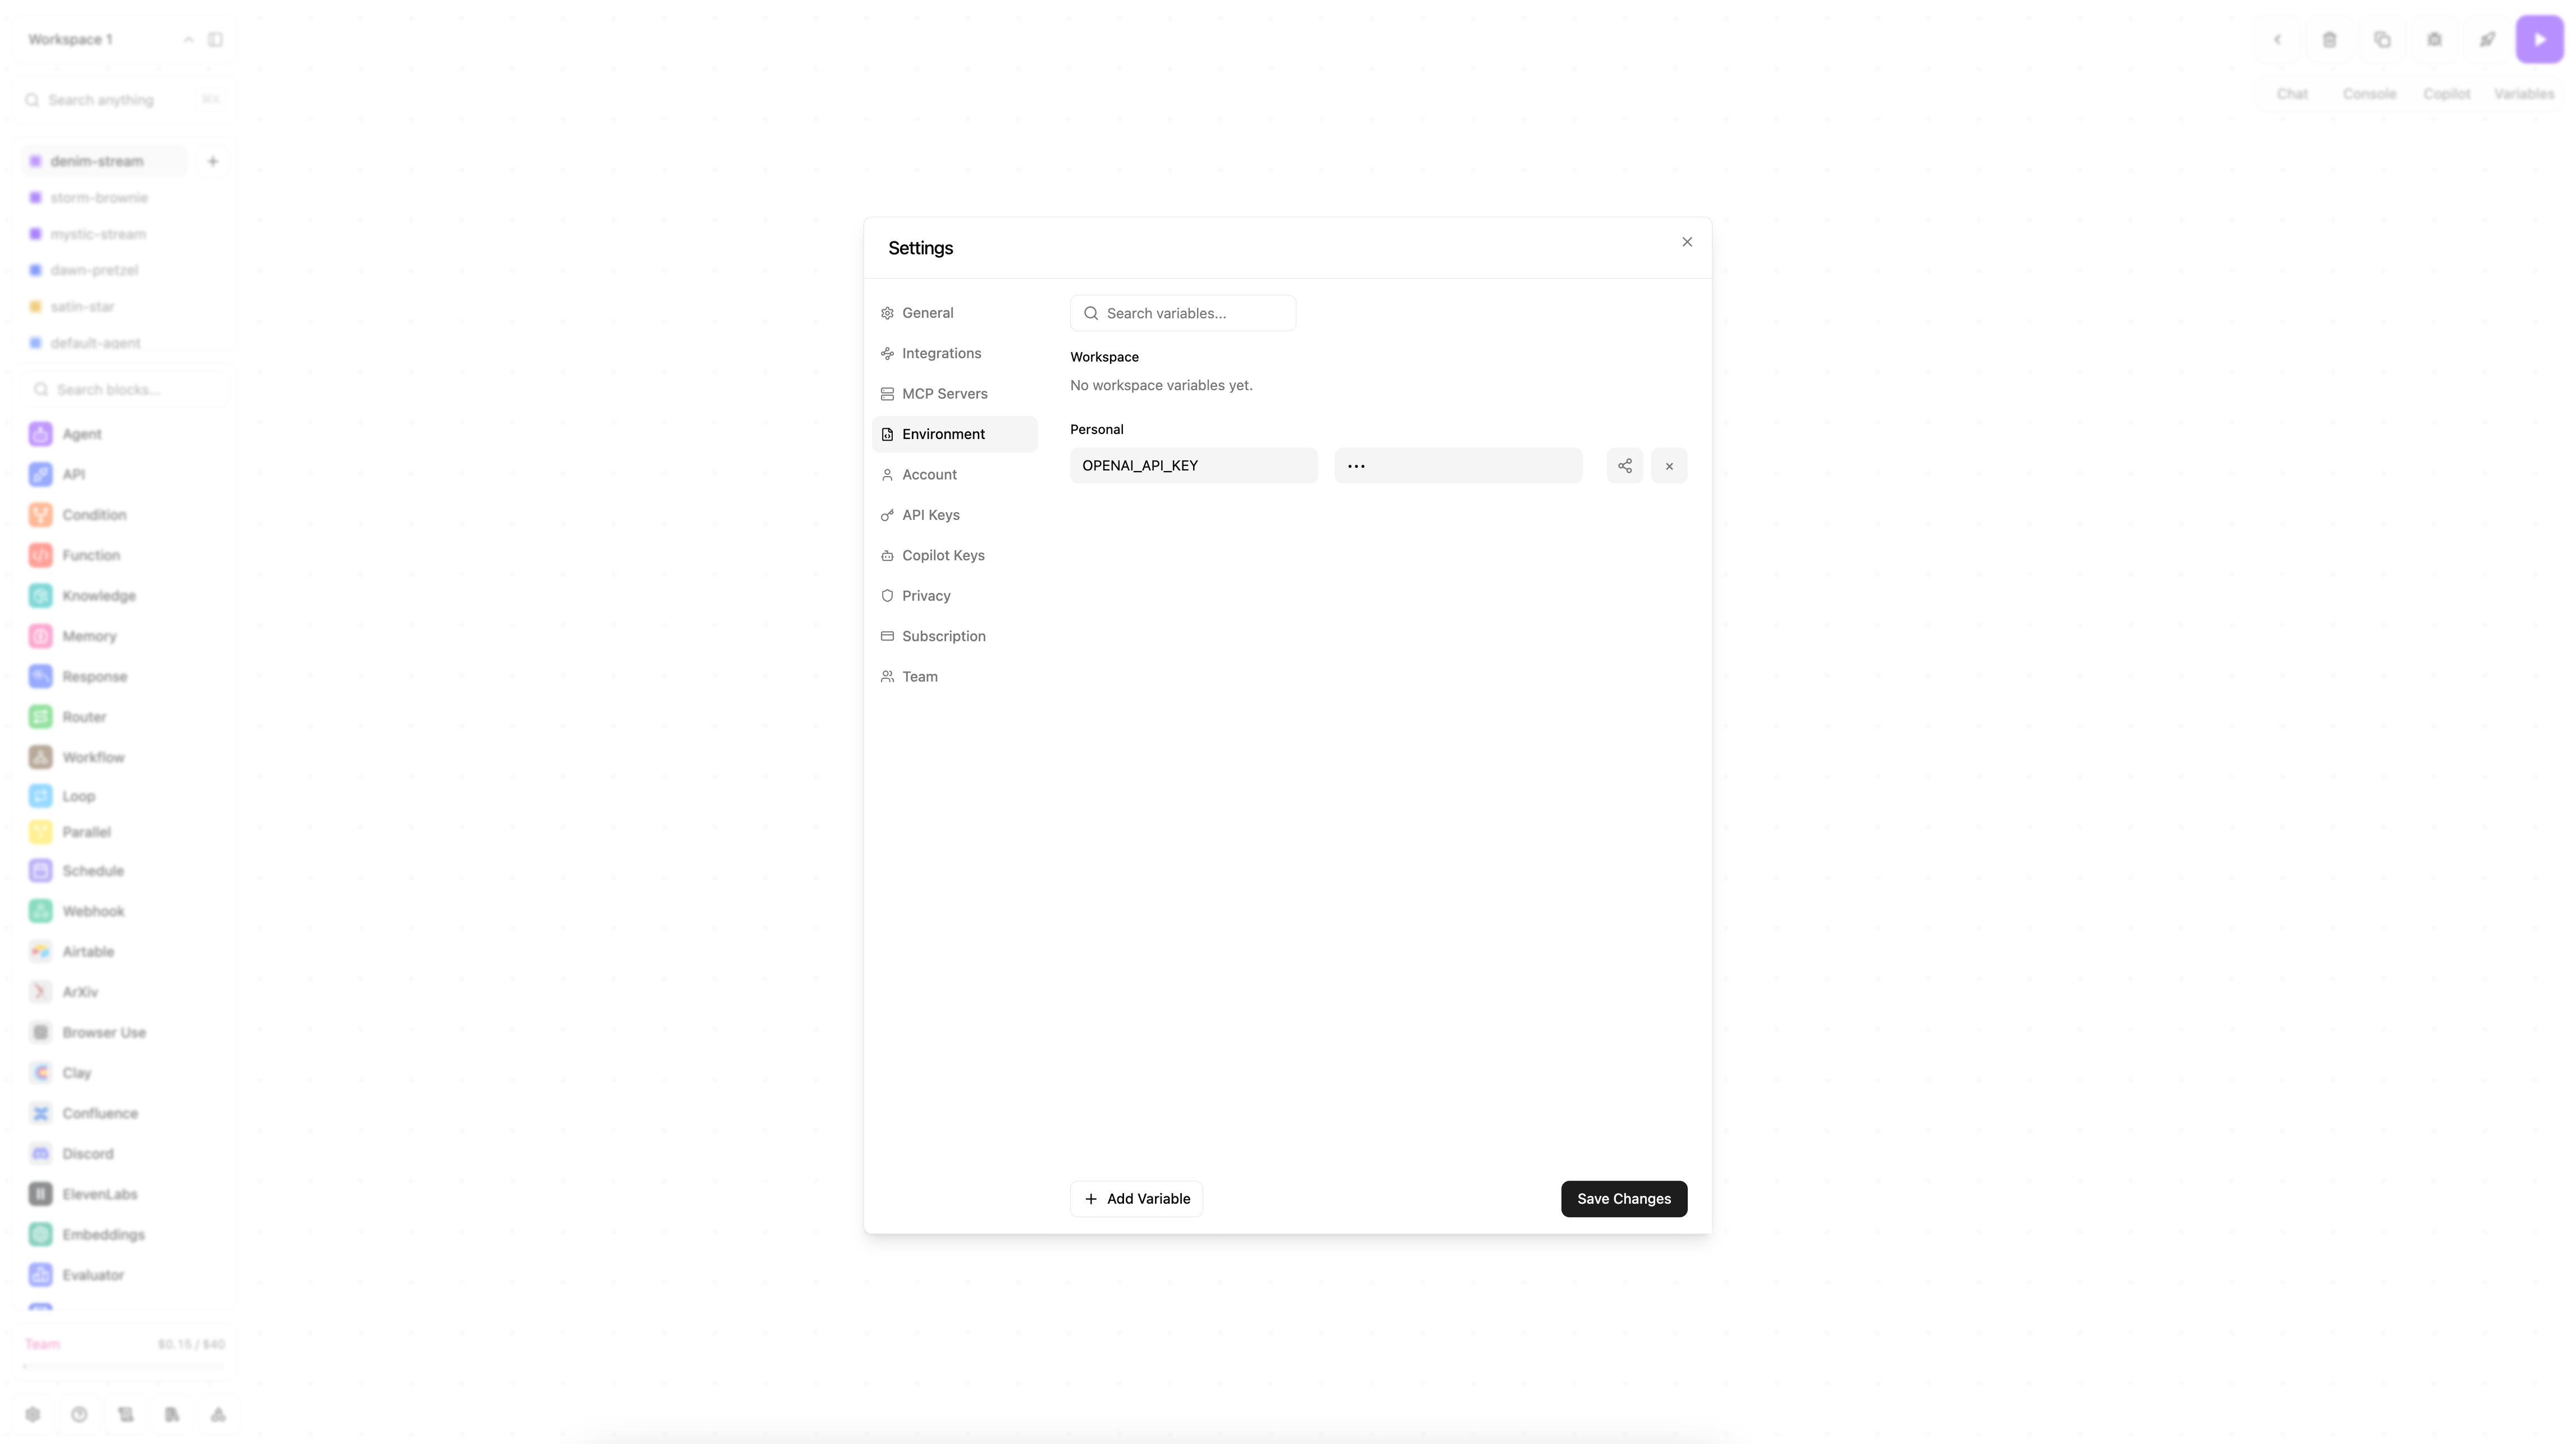 Workspace 1
Search anything
⌘K
denim-stream
storm-brownie
mystic-stream
dawn-pretzel
satin-star
default-agent
Search blocks...
Agent
API
Condition
Function
Knowledge
Memory
Response
Router
Workflow
Loop
Parallel
Schedule
Webhook
Airtable
ArXiv
Browser Use
Clay
Confluence
Discord
ElevenLabs
Embeddings
Evaluator
Team
$0.15 / $40
Settings
General
Integrations
MCP Servers
Environment
Account
API Keys
Copilot Keys
Privacy
Subscription
Team
Search variables...
Workspace
No workspace variables yet.
Personal
OPENAI_API_KEY
•••
Add Variable
Save Changes
Chat
Console
Copilot
Variables